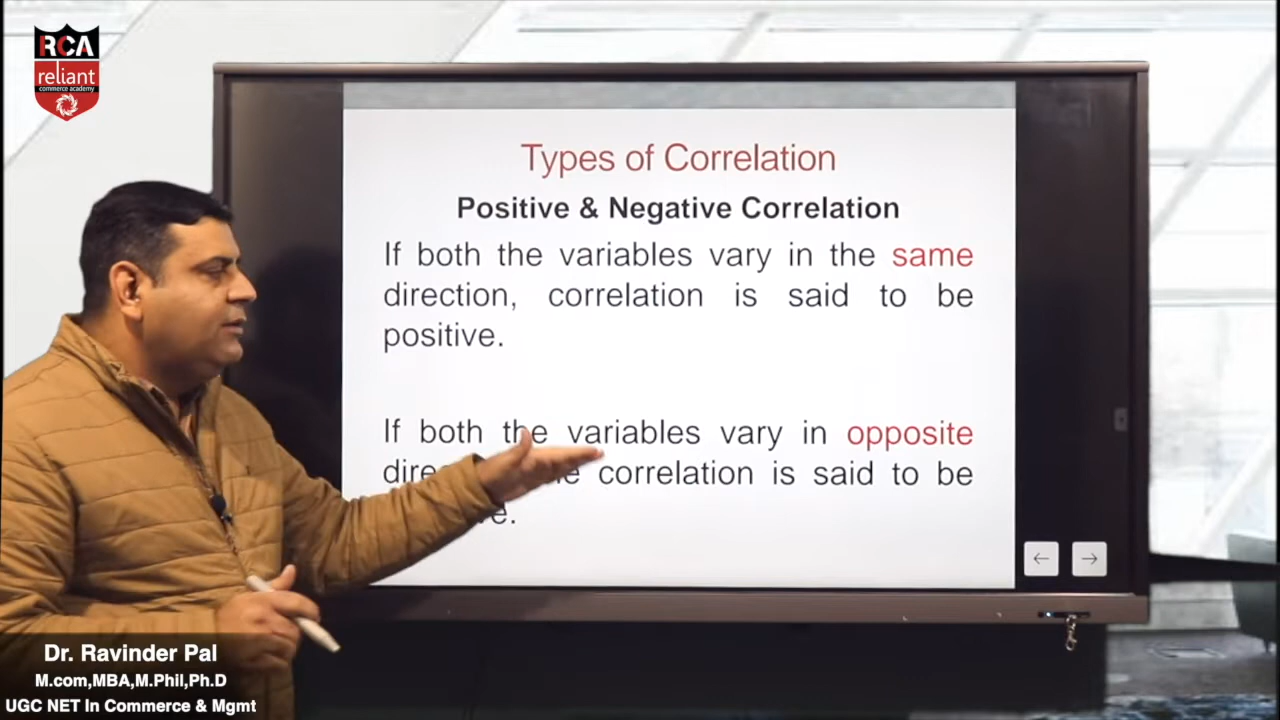 RCA
reliant
commerce academy
Types of Correlation
Positive & Negative Correlation
If both the variables vary in the same
direction, correlation is said to be
positive.
If both the variables vary in opposite
correlation is said to be
Dr. Ravinder Pal
M.com,MBA,M.Phil,Ph.D
UGC NET In Commerce & Mgmt